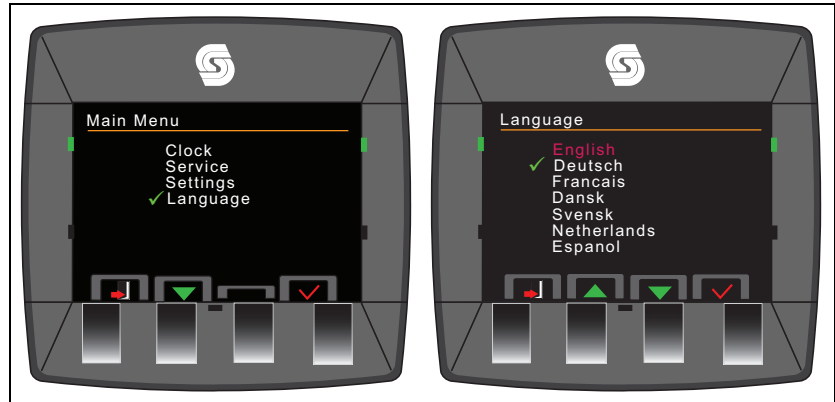 Main Menu
Clock
Service
Settings
Language
Language
English
Deutsch
Francais
Dansk
Svensk
Netherlands
Espanol